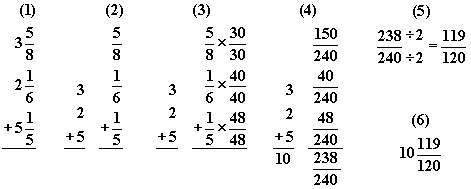 (1) (2) (3) (4) (5)
3 5/8 5/8 5/8 × 30/30 150/240 238/240 ÷2/÷2 = 119/120
2 1/6 3 1/6 3 1/6 × 40/40 3 40/240
2 2 2 (6)
+5 1/5 +5 +1/5 +5 +1/5 × 48/48 +5 48/240 10 119/120
10 238/240